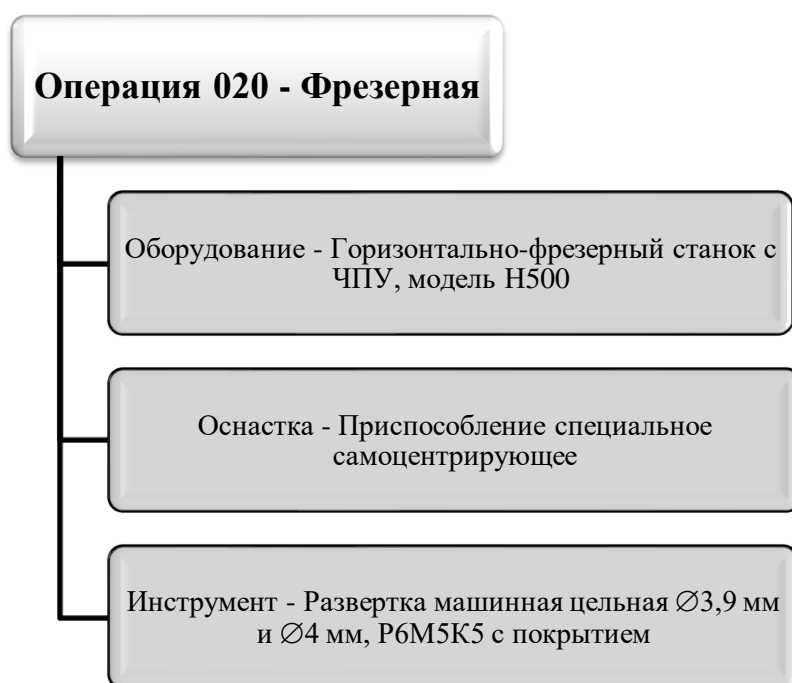 Операция 020 - Фрезерная
Оборудование - Горизонтально-фрезерный станок с
ЧПУ, модель H500
Оснастка - Приспособление специальное
самоцентрирующее
Инструмент - Развертка машинная цельная ∅3,9 мм
и ∅4 мм, Р6М5К5 с покрытием